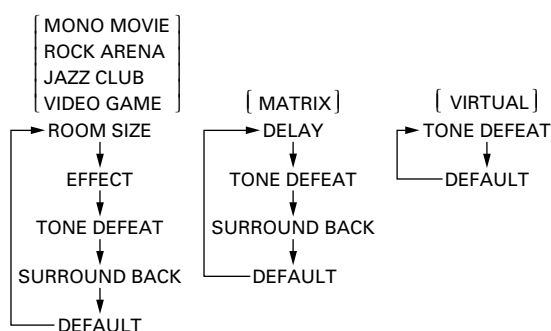 MONO MOVIE
ROCK ARENA
JAZZ CLUB
VIDEO GAME
ROOM SIZE
EFFECT
TONE DEFEAT
SURROUND BACK
DEFAULT
[ MATRIX ]
DELAY
TONE DEFEAT
SURROUND BACK
DEFAULT
[ VIRTUAL ]
TONE DEFEAT
DEFAULT